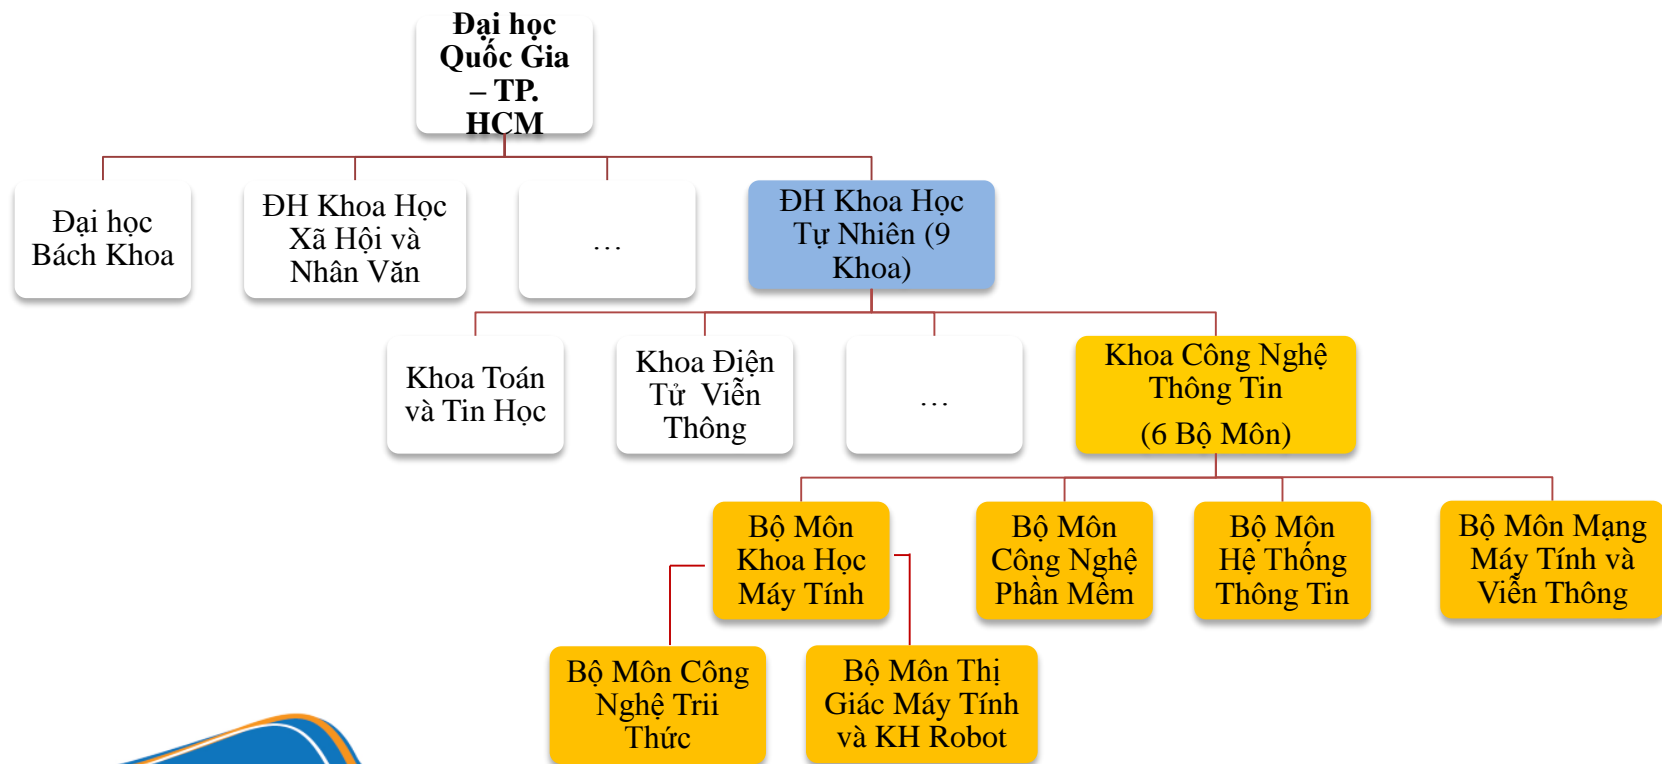 Đại học
Quốc Gia
– TP.
HCM
Đại học
Bách Khoa
ĐH Khoa Học
Xã Hội và
Nhân Văn
…
ĐH Khoa Học
Tự Nhiên (9
Khoa)
Khoa Toán
và Tin Học
Khoa Điện
Tử Viễn
Thông
…
Khoa Công Nghệ
Thông Tin
(6 Bộ Môn)
Bộ Môn
Khoa Học
Máy Tính
Bộ Môn
Công Nghệ
Phần Mềm
Bộ Môn
Hệ Thống
Thông Tin
Bộ Môn Mạng
Máy Tính và
Viễn Thông
Bộ Môn Công
Nghệ Trii
Thức
Bộ Môn Thị
Giác Máy Tính
và KH Robot